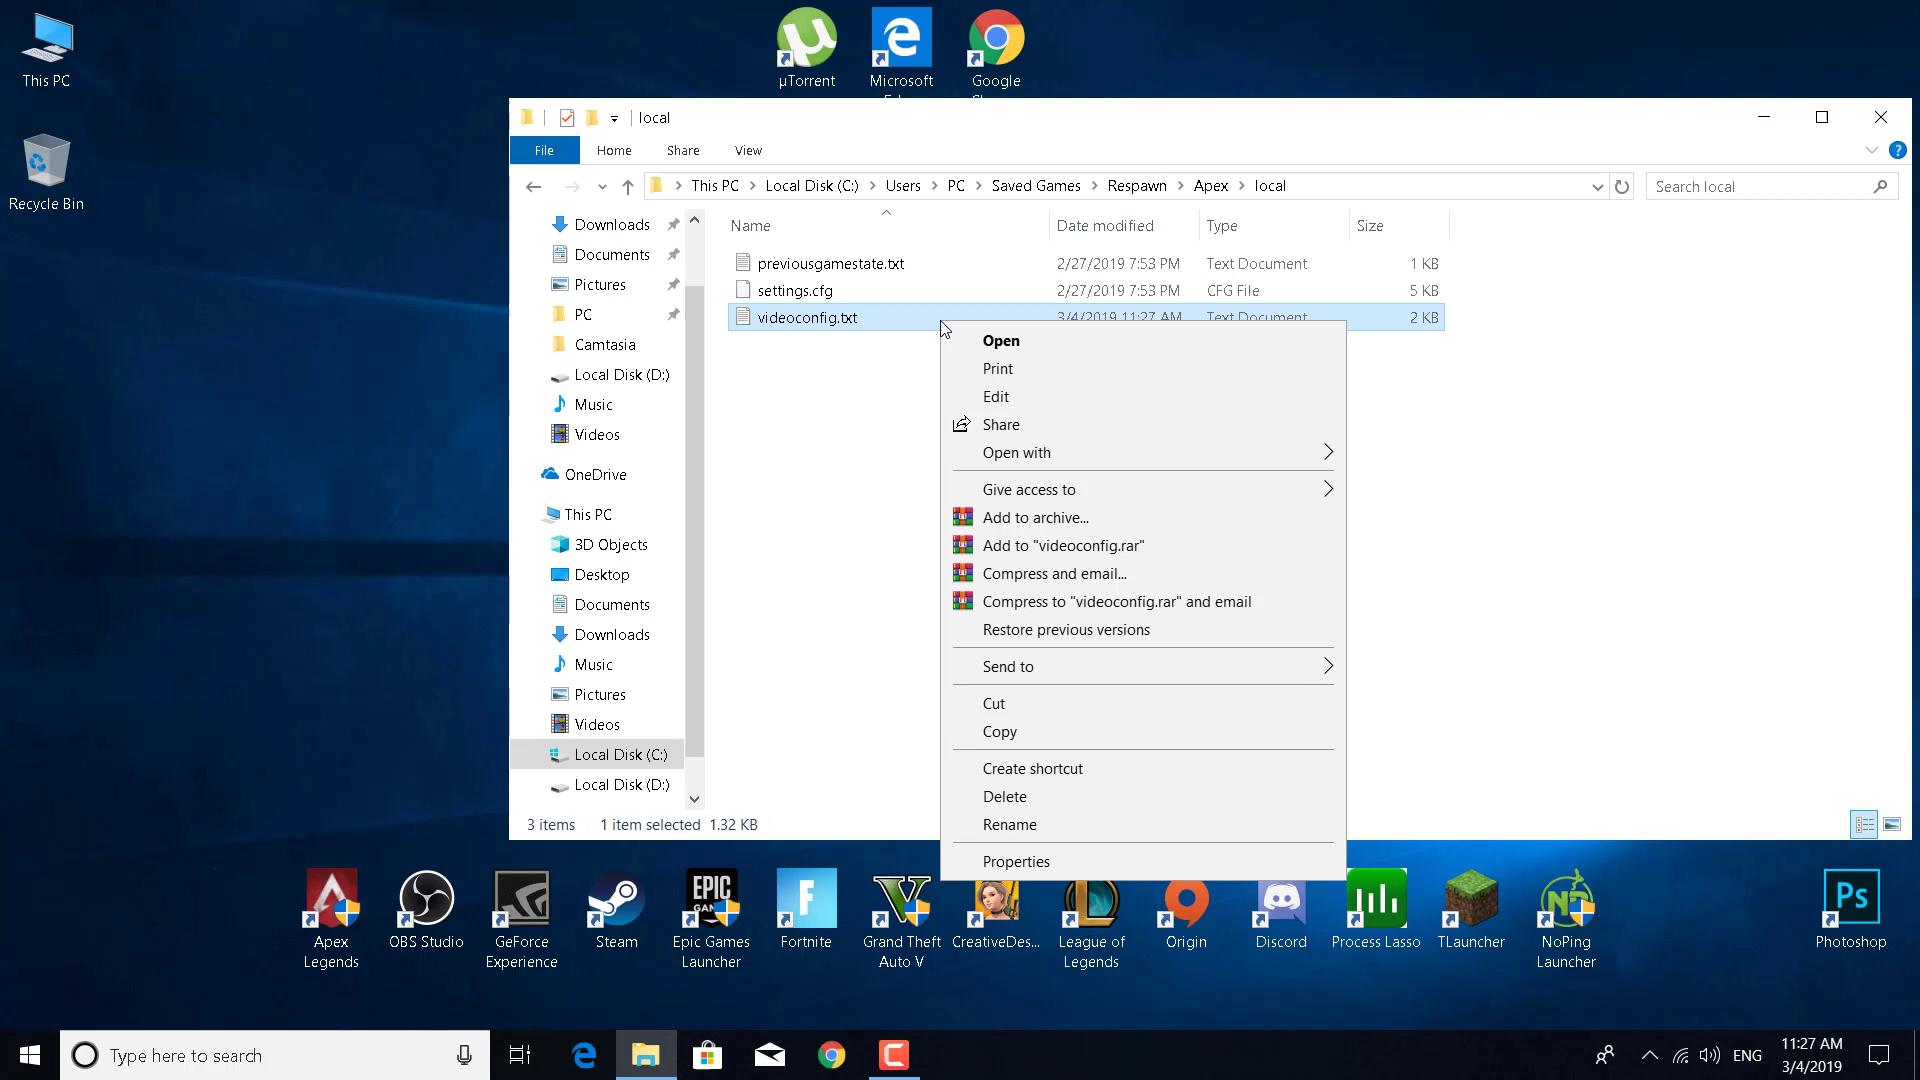 This PC
Recycle Bin
µTorrent
Microsoft
Google
local
File
Home
Share
View
This PC
Local Disk (C:)
Users
PC
Saved Games
Respawn
Apex
local
Search local
Name
Date modified
Type
Size
previousgamestate.txt
2/27/2019 7:53 PM
Text Document
1 KB
settings.cfg
2/27/2019 7:53 PM
CFG File
5 KB
videoconfig.txt
3/4/2019 11:27 AM
Text Document
2 KB
Downloads
Documents
Pictures
PC
Camtasia
Local Disk (D:)
Music
Videos
OneDrive
This PC
3D Objects
Desktop
Documents
Downloads
Music
Pictures
Videos
Local Disk (C:)
Local Disk (D:)
Open
Print
Edit
Share
Open with
Give access to
Add to archive...
Add to "videoconfig.rar"
Compress and email...
Compress to "videoconfig.rar" and email
Restore previous versions
Send to
Cut
Copy
Create shortcut
Delete
Rename
Properties
3 items
1 item selected 1.32 KB
EPIC
Ps
Apex
Legends
OBS Studio
GeForce
Experience
Steam
Epic Games
Launcher
Fortnite
Grand Theft
Auto V
CreativeDes...
League of
Legends
Origin
Discord
Process Lasso
TLauncher
NoPing
Launcher
Photoshop
Type here to search
ENG
11:27 AM
3/4/2019